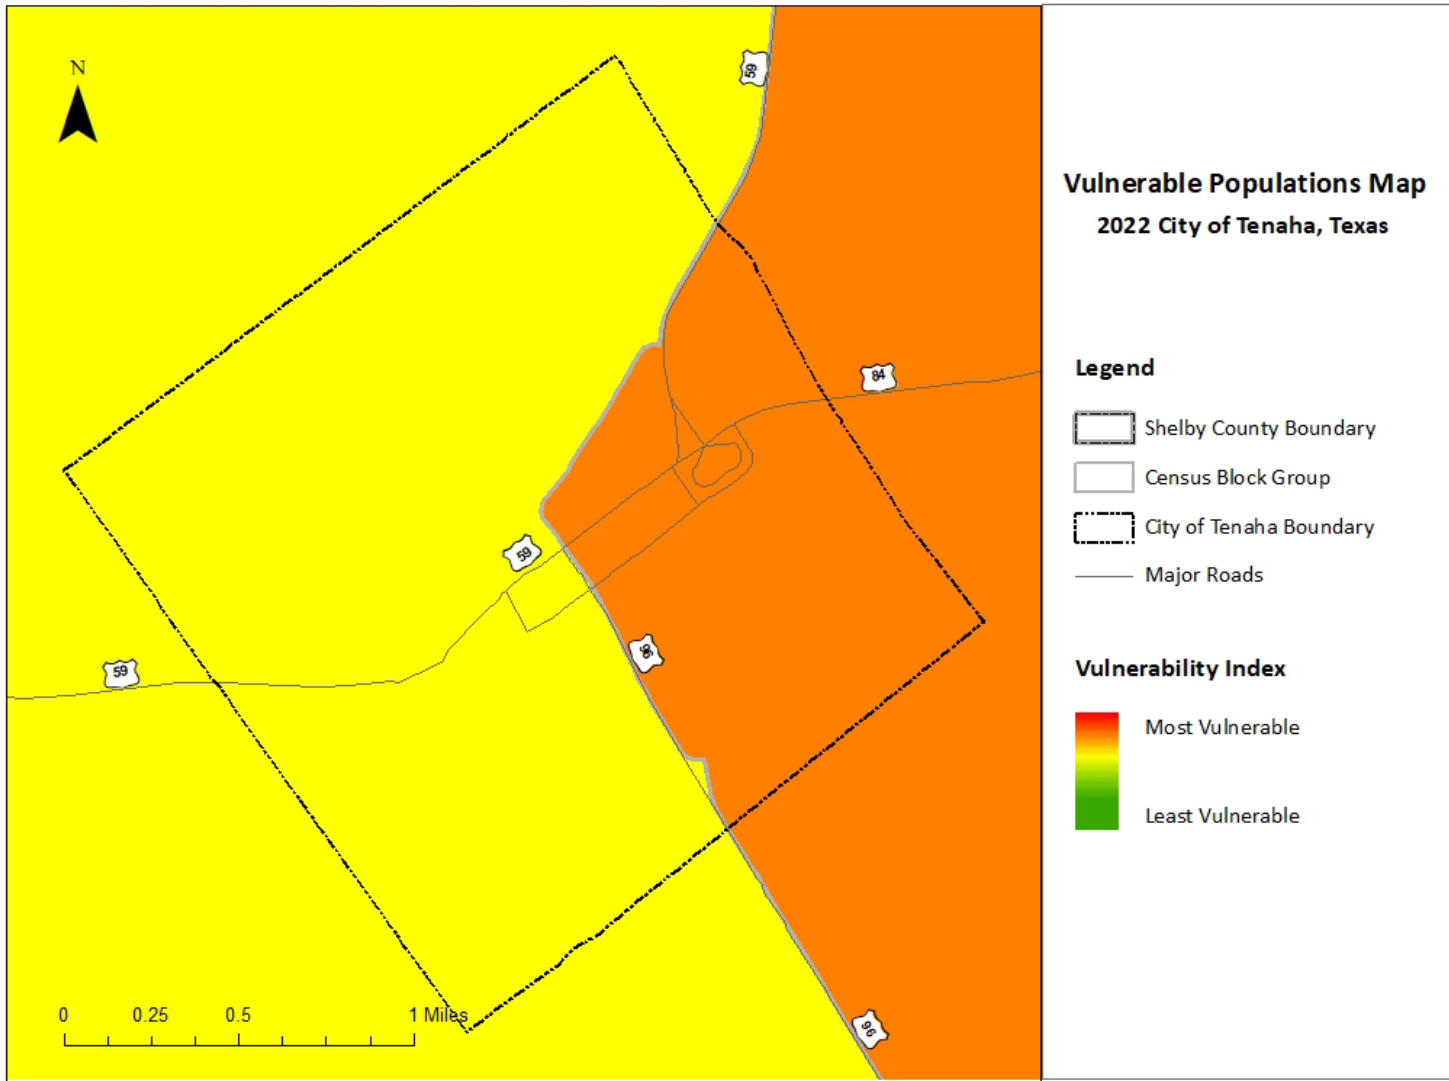 N
59
84
59
96
59
0 0.25 0.5 1 Miles
96
Vulnerable Populations Map
2022 City of Tenaha, Texas
Legend
Shelby County Boundary
Census Block Group
City of Tenaha Boundary
Major Roads
Vulnerability Index
Most Vulnerable
Least Vulnerable